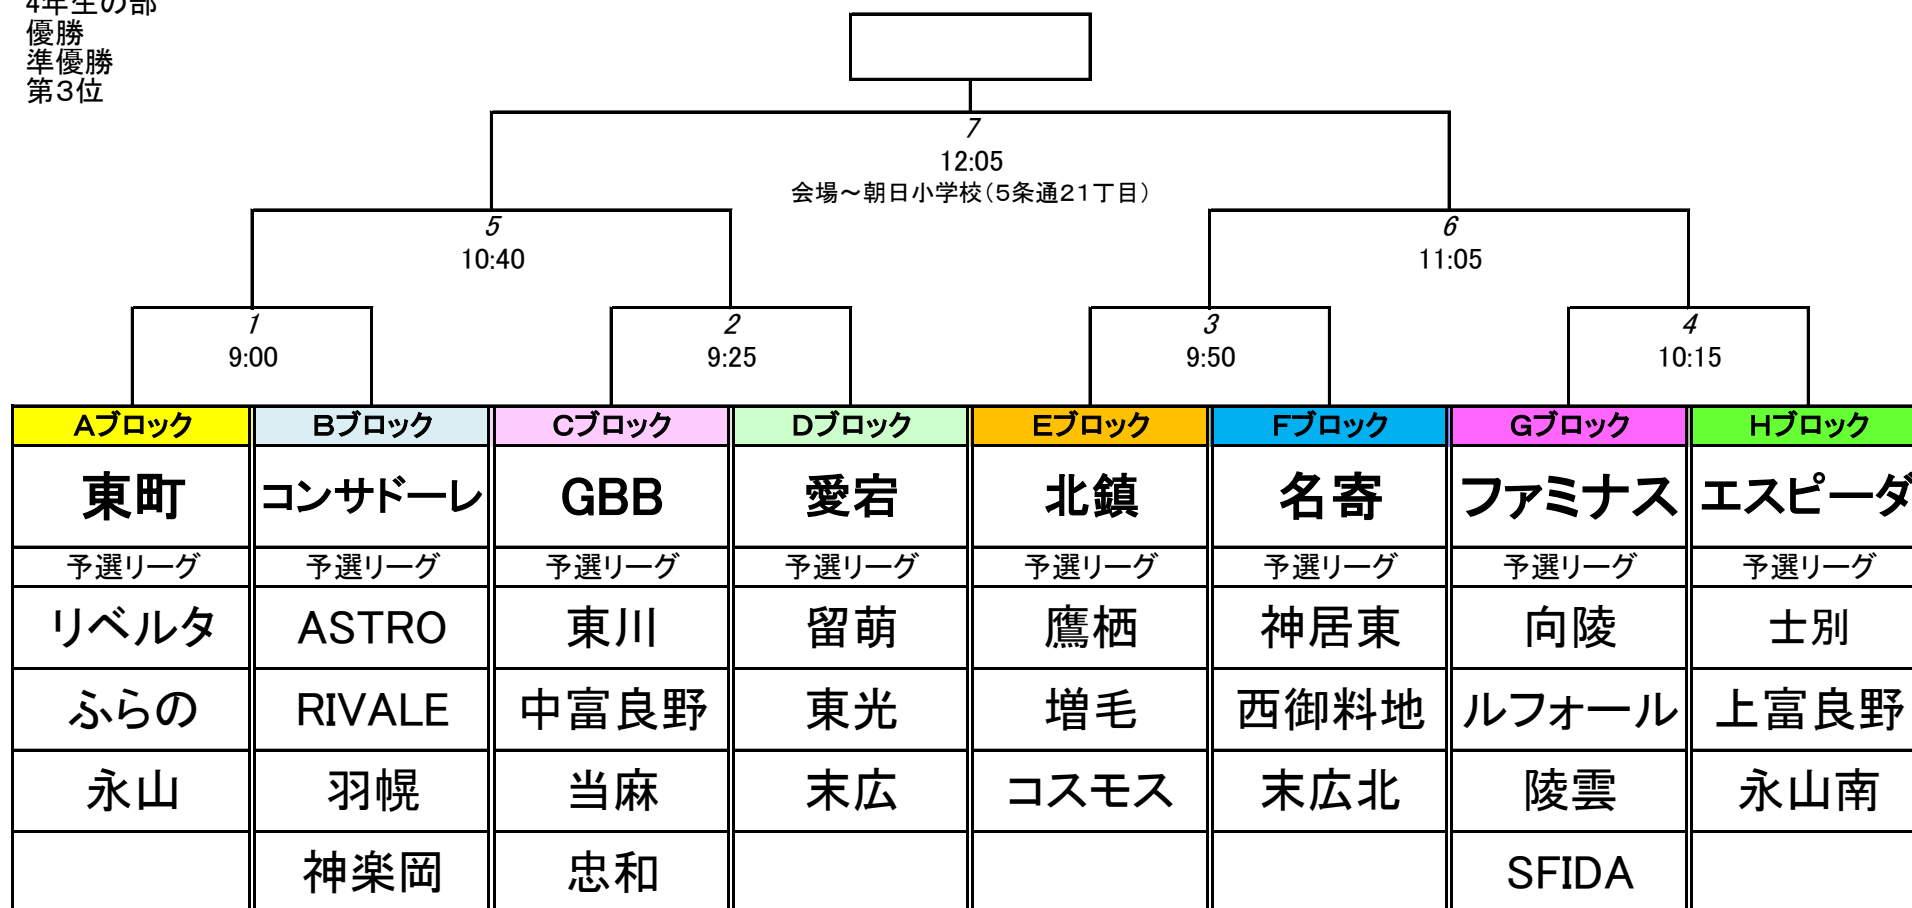 4年生の部
優勝
準優勝
第3位
7
12:05
会場～朝日小学校(5条通21丁目)
5 6
10:40 11:05
1 2 3 4
9:00 9:25 9:50 10:15
Aブロック Bブロック Cブロック Dブロック Eブロック Fブロック Gブロック Hブロック
東町 コンサドーレ GBB 愛宕 北鎮 名寄 ファミナス エスピーダ
予選リーグ 予選リーグ 予選リーグ 予選リーグ 予選リーグ 予選リーグ 予選リーグ 予選リーグ
リベルタ ASTRO 東川 留萌 鷹栖 神居東 向陵 士別
ふらの RIVALE 中富良野 東光 増毛 西御料地 ルフォール 上富良野
永山 羽幌 当麻 末広 コスモス 末広北 陵雲 永山南
神楽岡 忠和 SFIDA